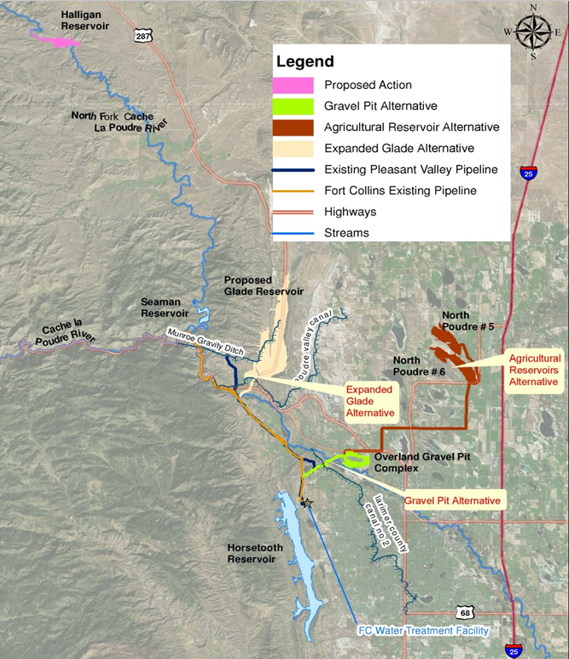 Halligan
Reservoir
287
N
W E
S
Legend
Proposed Action
Gravel Pit Alternative
Agricultural Reservoir Alternative
Expanded Glade Alternative
Existing Pleasant Valley Pipeline
Fort Collins Existing Pipeline
Highways
Streams
North Fork Cache
La Poudre River
25
Proposed
Glade Reservoir
Seaman
Reservoir
Cache la
Poudre River
Munroe Gravity Ditch
Poudre valley canal
North
Poudre # 5
North
Poudre # 6
Agricultural
Reservoirs
Alternative
Expanded
Glade
Alternative
Overland Gravel Pit
Complex
Gravel Pit Alternative
larimer county
canal no 2
Horsetooth
Reservoir
68
FC Water Treatment Facility
25